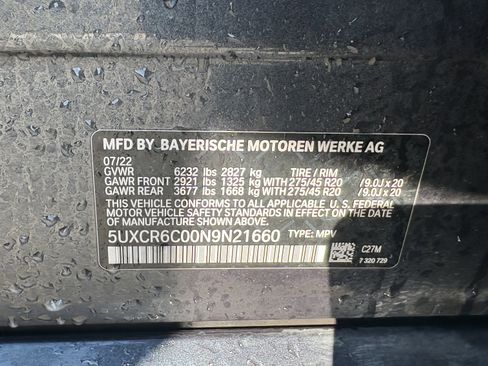 MFD BY BAYERISCHE MOTOREN WERKE AG
07/22
GVWR 6232 lbs 2827 kg TIRE / RIM
GAWR FRONT 2921 lbs 1325 kg WITH 275/45 R20 /9.0J x 20
GAWR REAR 3677 lbs 1668 kg WITH 275/45 R20 /9.0J x 20
THIS VEHICLE CONFORMS TO ALL APPLICABLE U. S. FEDERAL
MOTOR VEHICLE SAFETY STANDARDS IN EFFECT ON THE DATE OF
MANUFACTURE SHOWN ABOVE.
5UXCR6C00N9N21660 TYPE: MPV
C27M
7 320 729